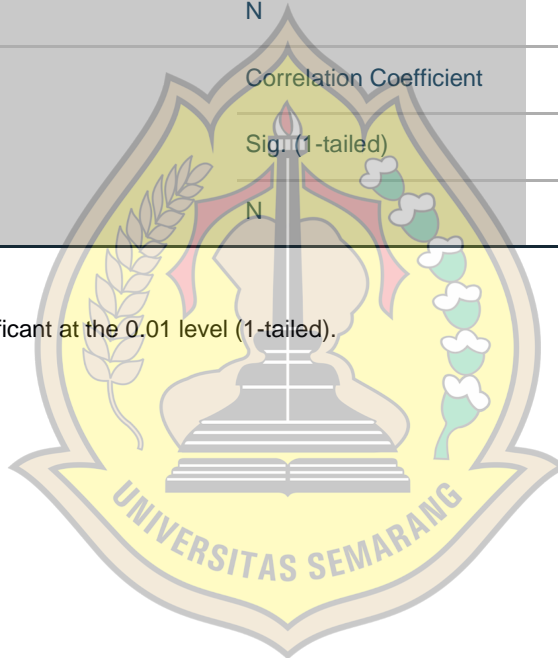 N
Correlation Coefficient
Sig. (1-tailed)
N
ficant at the 0.01 level (1-tailed).
UNIVERSITAS SEMARANG